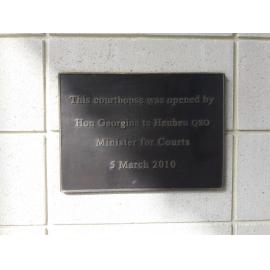 This courthouse was opened by
Hon Georgina te Heuheu QSO
Minister for Courts
5 March 2010